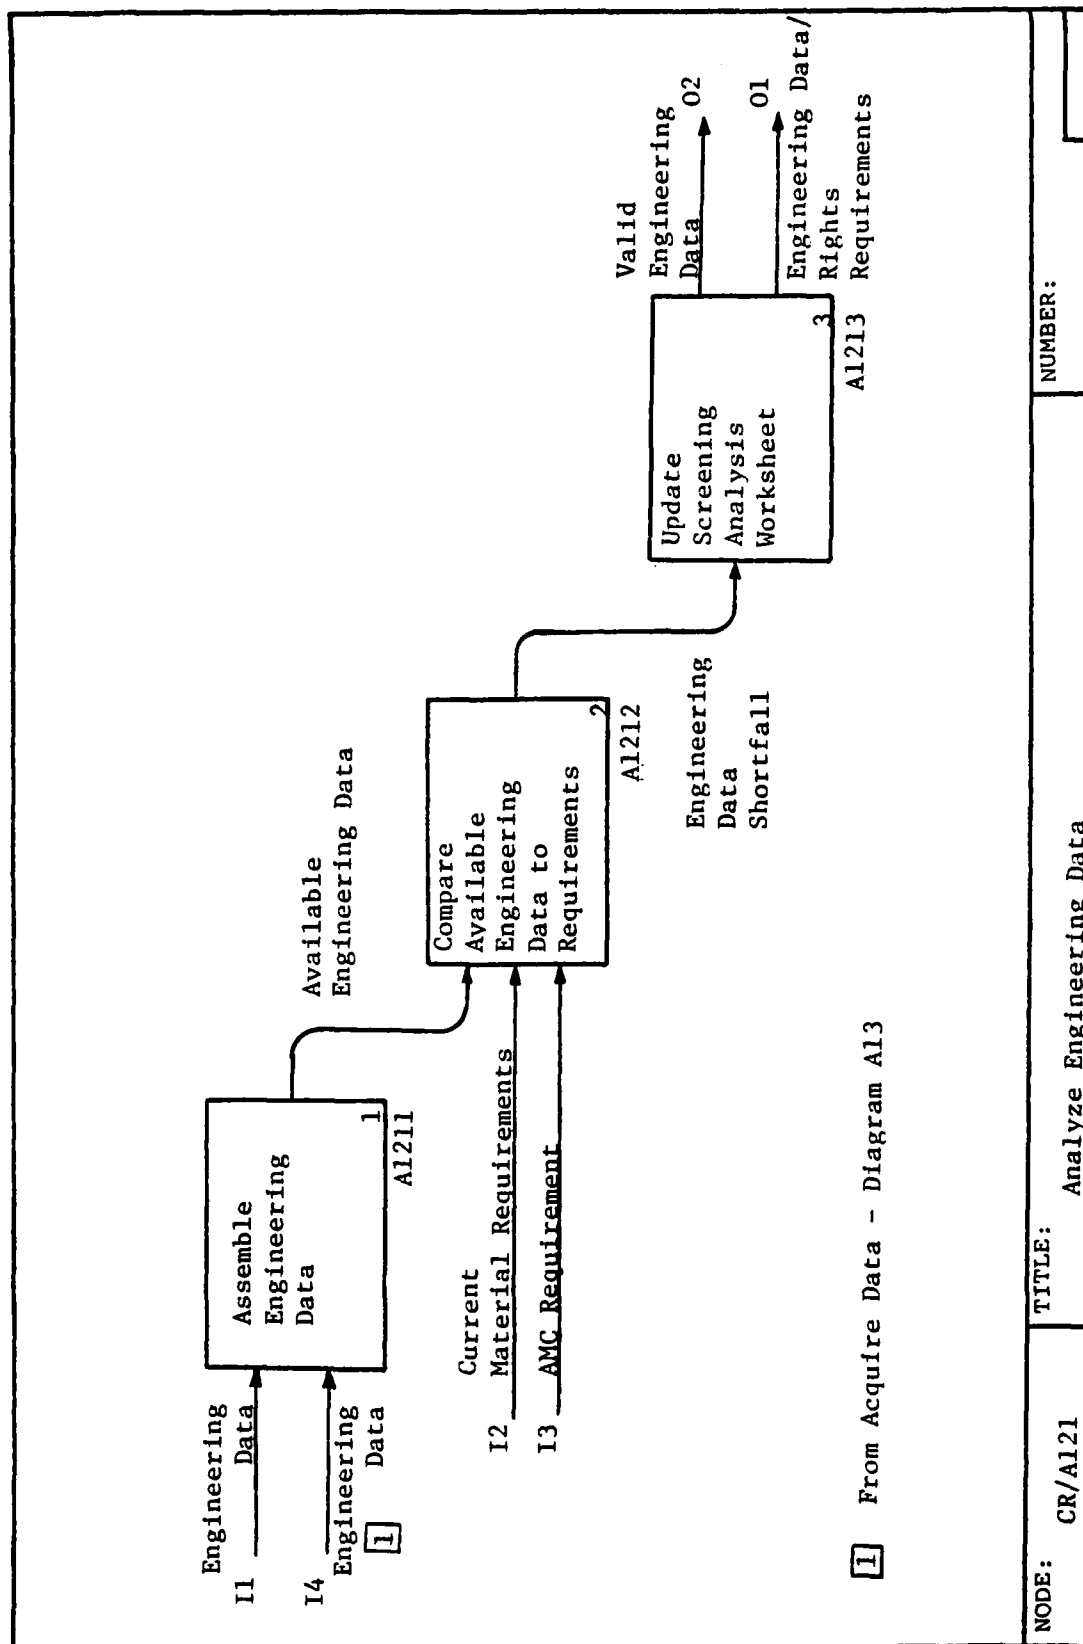 Engineering
I1 Data
I4
Engineering
Data
1
Assemble
Engineering
Data
1
A1211
Available
Engineering Data
Current
I2 Material Requirements
I3 AMC Requirement
Compare
Available
Engineering
Data to
Requirements
2
A1212
Engineering
Data
Shortfall
Update
Screening
Analysis
Worksheet
3
A1213
Valid
Engineering
Data O2
O1
Engineering Data/
Rights
Requirements
1 From Acquire Data - Diagram A13
NODE:
CR/A121
TITLE:
Analyze Engineering Data
NUMBER: